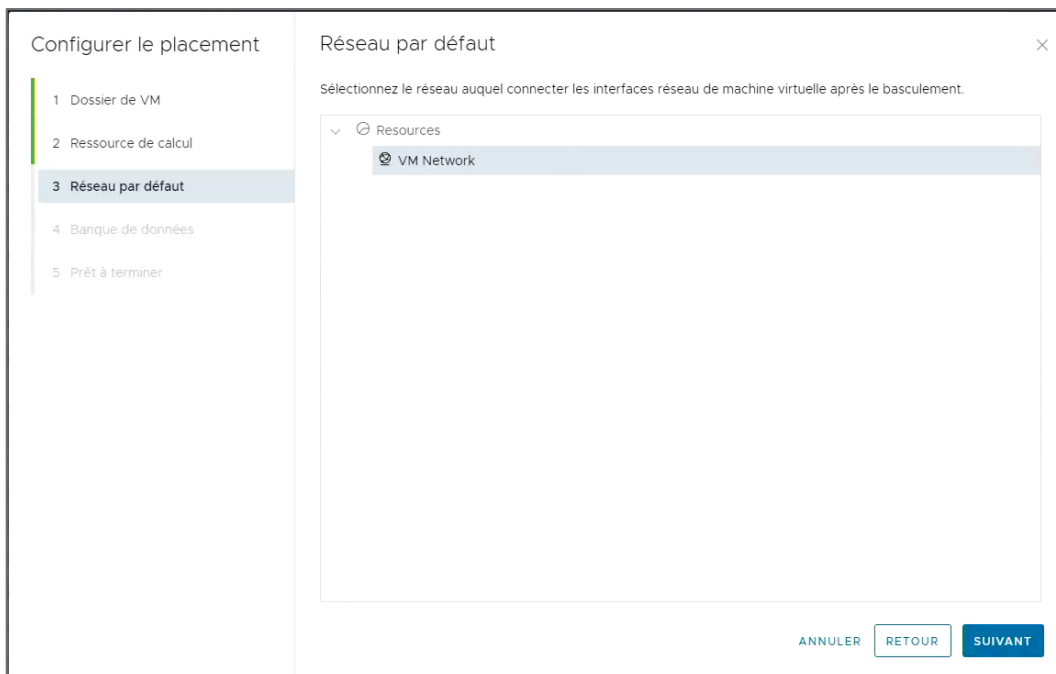 Configurer le placement
1 Dossier de VM
2 Ressource de calcul
3 Réseau par défaut
4 Banque de données
5 Prêt à terminer
Réseau par défaut
Sélectionnez le réseau auquel connecter les interfaces réseau de machine virtuelle après le basculement.
Resources
VM Network
ANNULER RETOUR SUIVANT